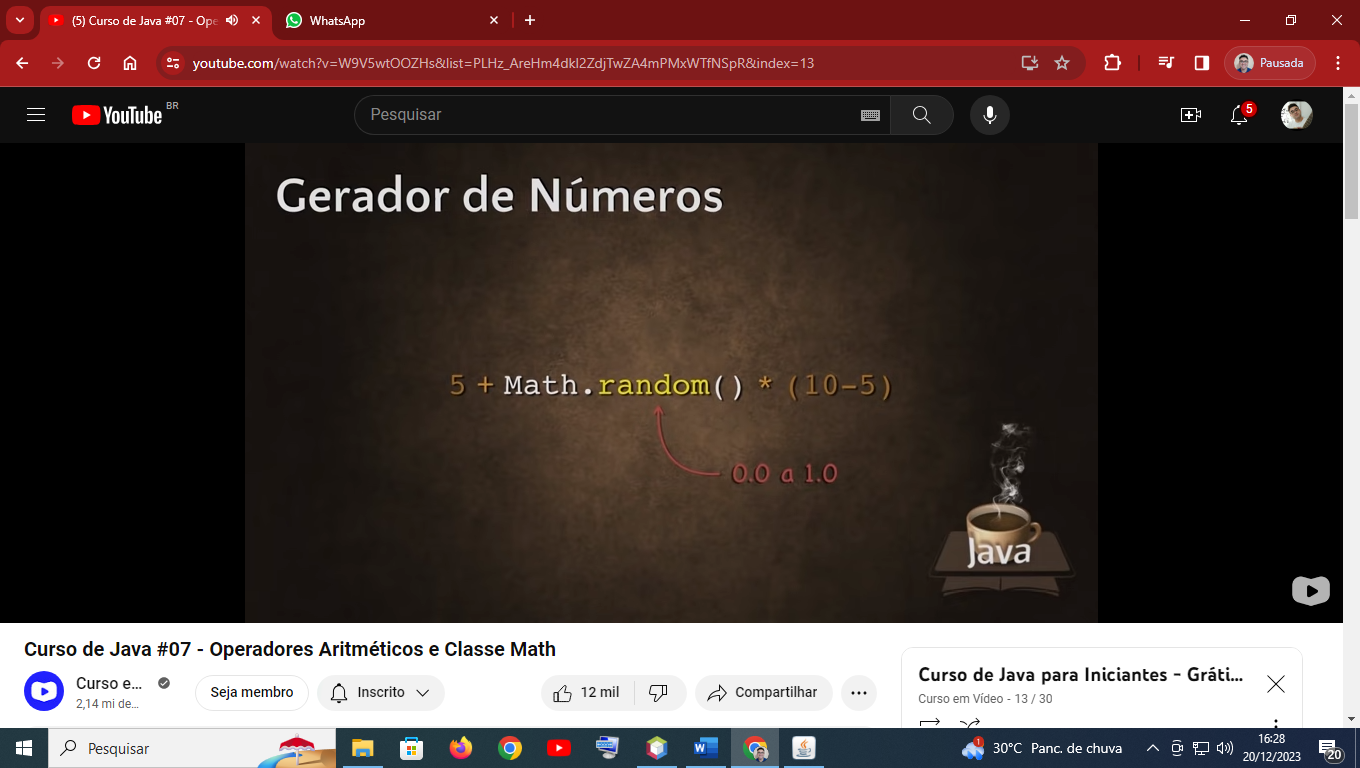 (5) Curso de Java #07 - Ope
WhatsApp
youtube.com/watch?v=W9V5wtOOZHs&list=PLHz_AreHm4dkI2ZdjTwZA4mPMxWTfNSpR&index=13
Pausada
YouTube BR
Pesquisar
5
Gerador de Números
5 + Math.random() * (10-5)
0.0 a 1.0
Java
Curso de Java #07 - Operadores Aritméticos e Classe Math
Curso e...
2,14 mi de...
Seja membro
Inscrito
12 mil
Compartilhar
Curso de Java para Iniciantes - Gráti...
Curso em Vídeo - 13 / 30
Pesquisar
1
30°C Panc. de chuva
16:28
20/12/2023
20